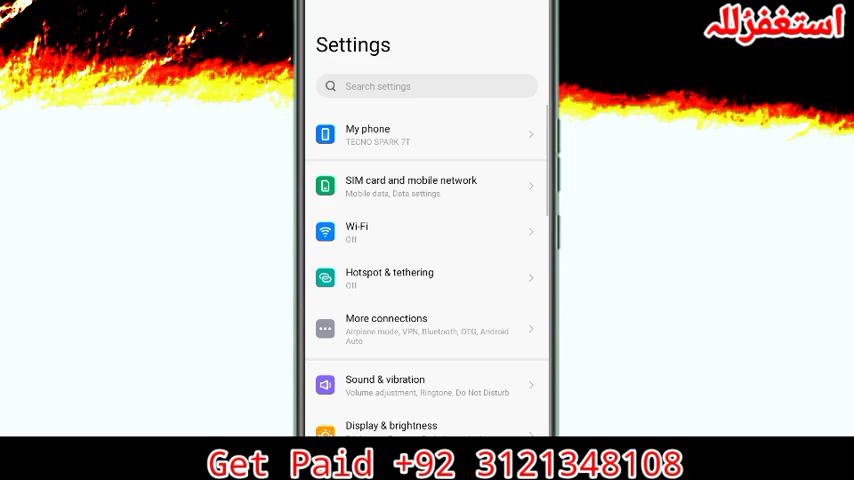 استغفرُللہ
Settings
Search settings
My phone
TECNO SPARK 7T
SIM card and mobile network
Mobile data, Data settings
Wi-Fi
Off
Hotspot & tethering
Off
More connections
Airplane mode, VPN, Bluetooth, OTG, Android
Auto
Sound & vibration
Volume adjustment, Ringtone, Do Not Disturb
Display & brightness
Get Paid +92 3121348108